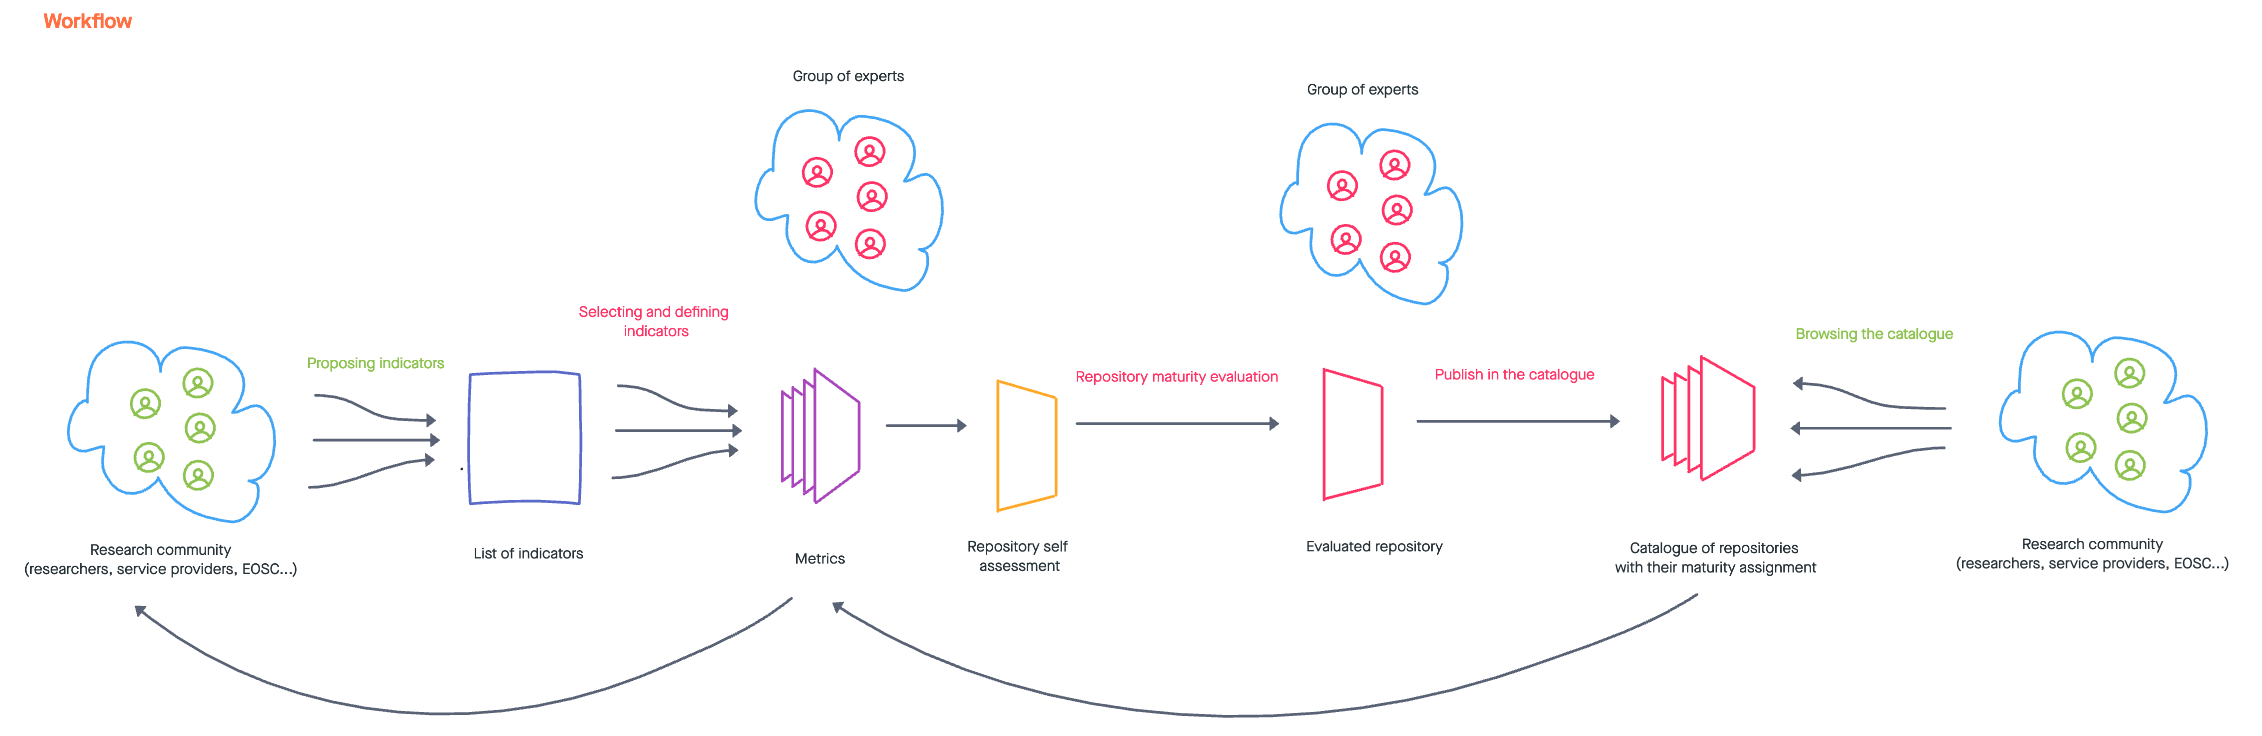 Workflow
Group of experts
Group of experts
Selecting and defining
indicators
Proposing indicators
Repository maturity evaluation
Publish in the catalogue
Browsing the catalogue
Research community
(researchers, service providers, EOSC...)
List of indicators
Metrics
Repository self
assessment
Evaluated repository
Catalogue of repositories
with their maturity assignment
Research community
(researchers, service providers, EOSC...)